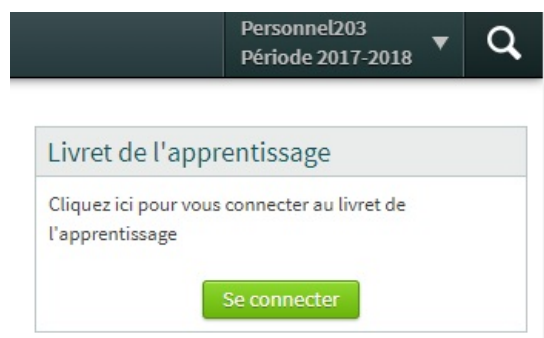 Personnel203
Période 2017-2018
Livret de l'apprentissage
Cliquez ici pour vous connecter au livret de
l'apprentissage
Se connecter